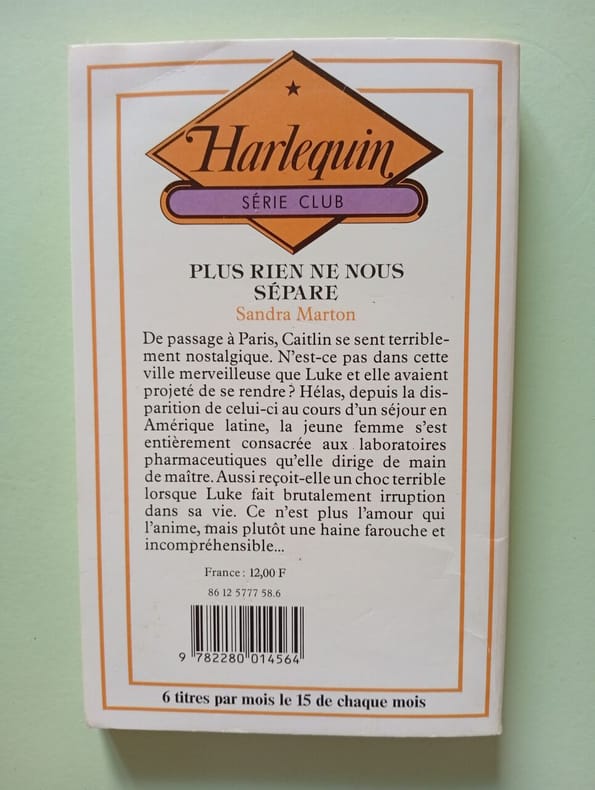 Harlequin
SÉRIE CLUB
PLUS RIEN NE NOUS
SÉPARE
Sandra Marton
De passage à Paris, Caitlin se sent terrible-
ment nostalgique. N'est-ce pas dans cette
ville merveilleuse que Luke et elle avaient
projeté de se rendre ? Hélas, depuis la dis-
parition de celui-ci au cours d'un séjour en
Amérique latine, la jeune femme s'est
entièrement consacrée aux laboratoires
pharmaceutiques qu'elle dirige de main
de maître. Aussi reçoit-elle un choc terrible
lorsque Luke fait brutalement irruption
dans sa vie. Ce n'est plus l'amour qui
l'anime, mais plutôt une haine farouche et
incompréhensible...
France : 12,00 F
86 12 5777 58.6
9 782280 014564
6 titres par mois le 15 de chaque mois